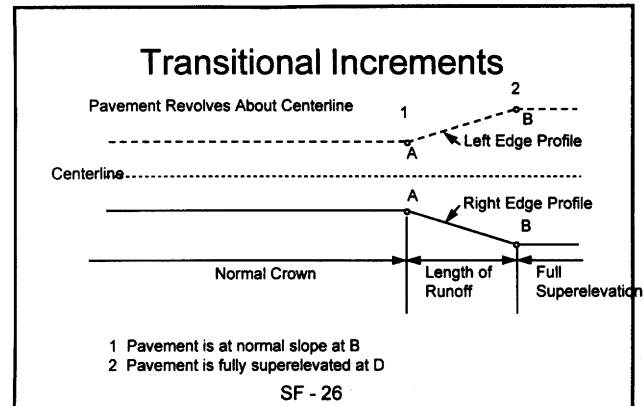 Transitional Increments
Pavement Revolves About Centerline
1
2
A
B
Left Edge Profile
Centerline
A
Right Edge Profile
B
Normal Crown
Length of
Runoff
Full
Superelevation
1 Pavement is at normal slope at B
2 Pavement is fully superelevated at D
SF - 26